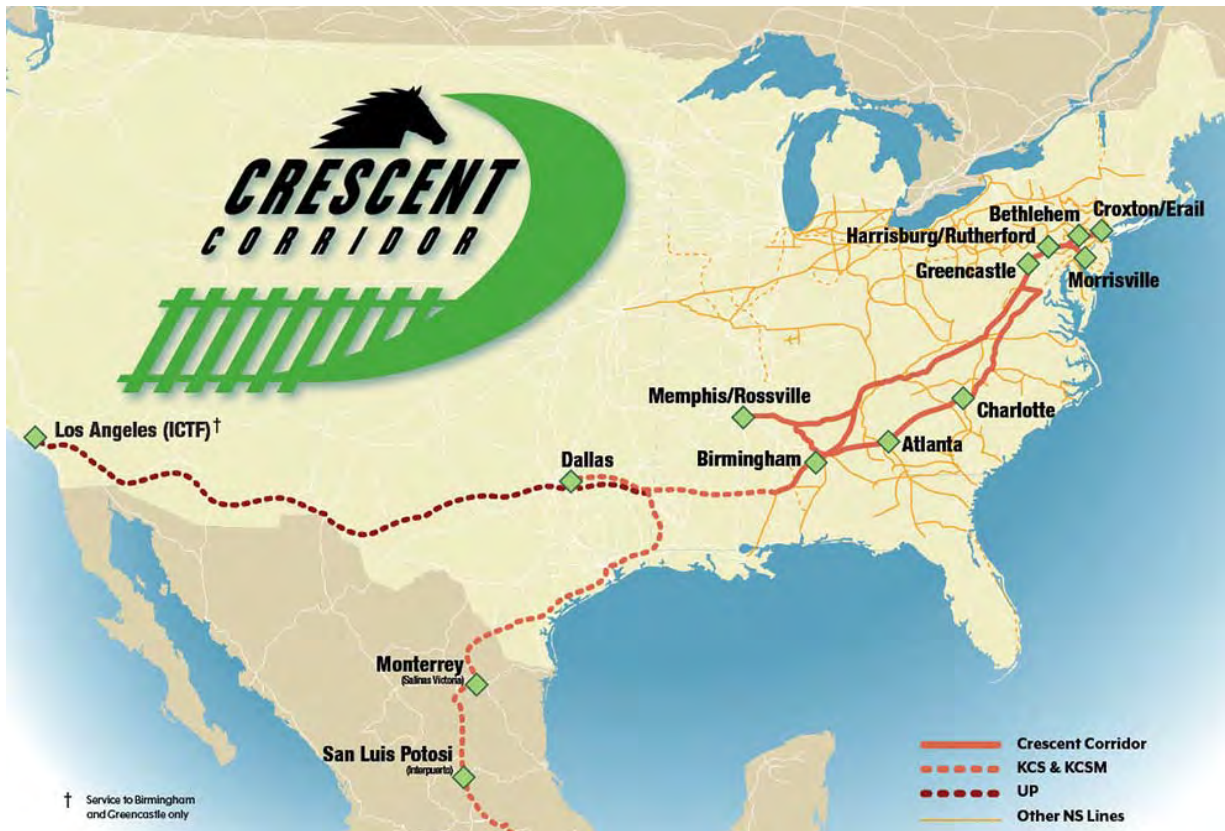 CRESCENT
CORRIDOR
Bethlehem
Croxton/Erail
Harrisburg/Rutherford
Greencastle
Morrisville
Memphis/Rossville
Charlotte
Los Angeles (ICTF)†
Atlanta
Birmingham
Dallas
Monterrey
(Salinas Victoria)
San Luis Potosi
(Interpuerto)
Crescent Corridor
KCS & KCSM
UP
Other NS Lines
† Service to Birmingham
and Greencastle only